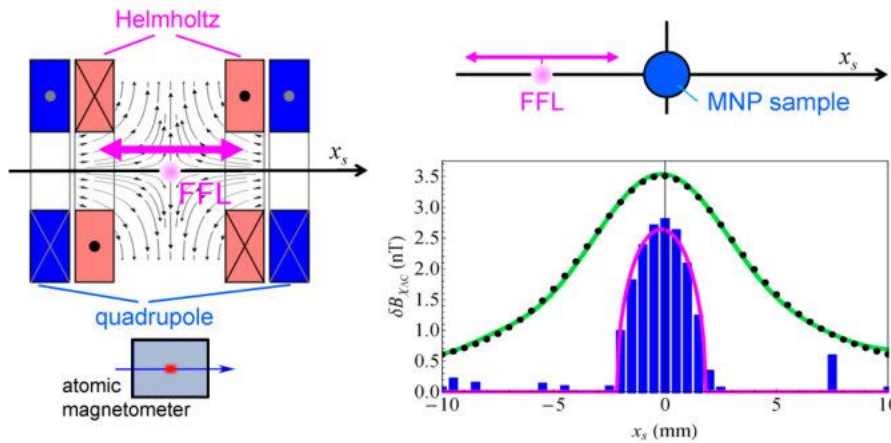 Helmholtz
x_s
FFL
quadrupole
atomic
magnetometer
x_s
FFL
MNP sample
δB_χAC (nT)
3.5
3.0
2.5
2.0
1.5
1.0
0.5
0.0
-10
-5
0
5
10
x_s (mm)